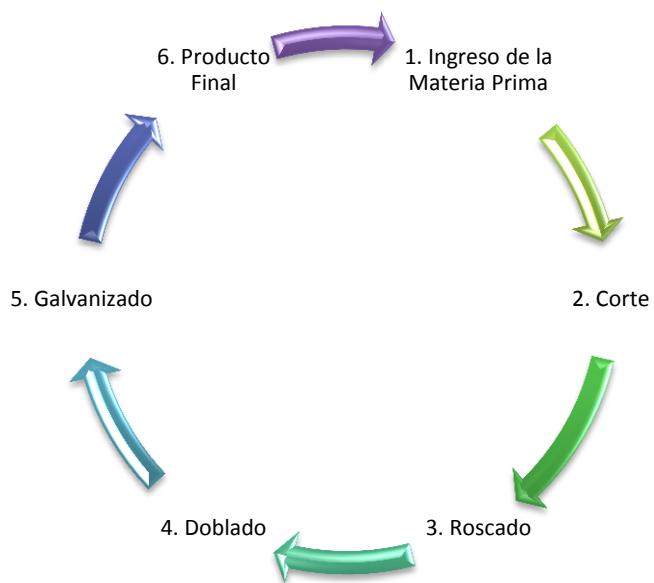 1. Ingreso de la
Materia Prima
2. Corte
3. Roscado
4. Doblado
5. Galvanizado
6. Producto
Final